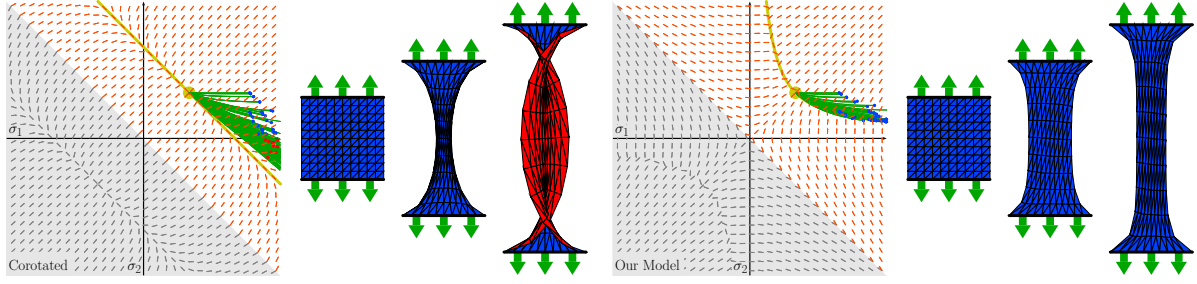 σ₁
Corotated
σ₂
σ₁
Our Model
σ₂